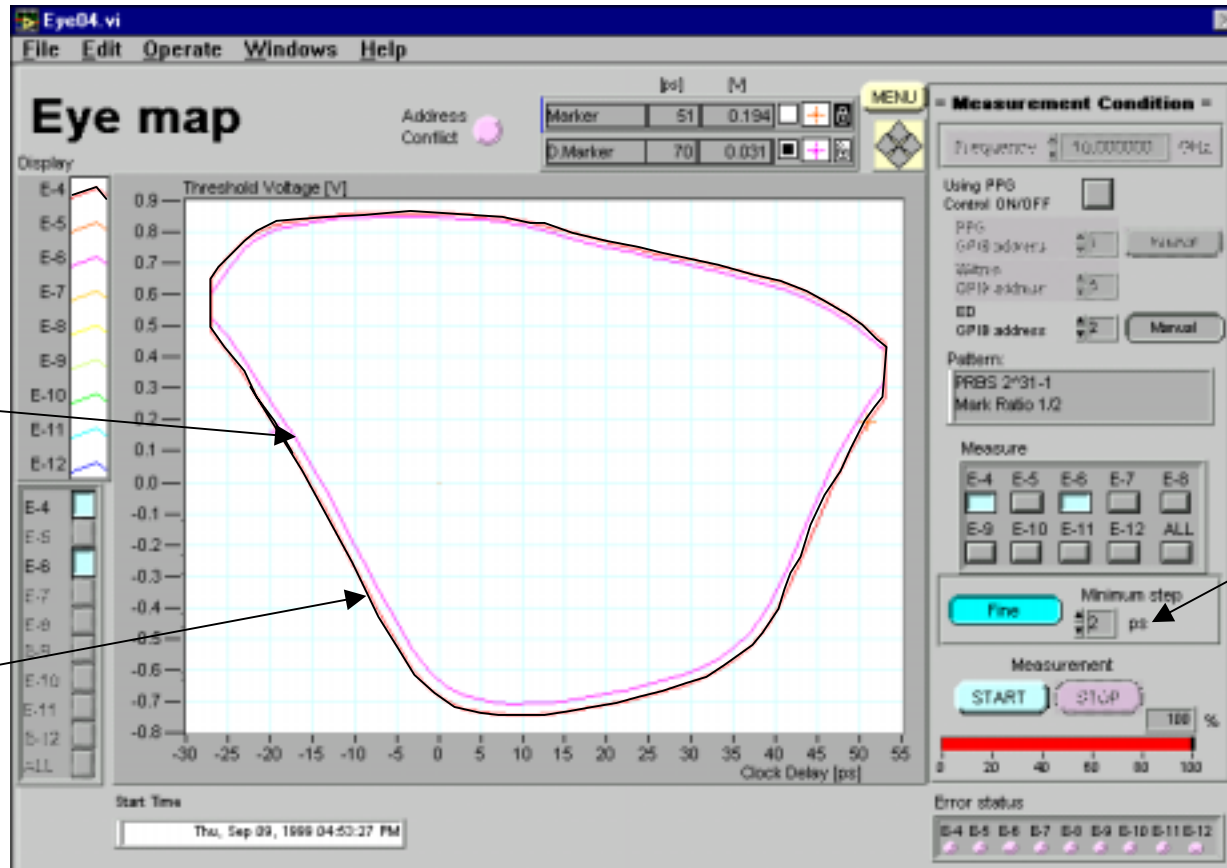 Eye04.vi
File Edit Operate Windows Help
Eye map
Address
Conflict
[ps] [V]
Marker 51 0.194
D.Marker 70 0.031
MENU
Display
E-4
E-5
E-6
E-7
E-8
E-9
E-10
E-11
E-12
E-4
E-5
E-6
E-7
E-8
E-9
E-10
E-11
E-12
ALL
Threshold Voltage [V]
0.9
0.8
0.7
0.6
0.5
0.4
0.3
0.2
0.1
0.0
-0.1
-0.2
-0.3
-0.4
-0.5
-0.6
-0.7
-0.8
-30 -25 -20 -15 -10 -5 0 5 10 15 20 25 30 35 40 45 50 55
Clock Delay [ps]
Start Time
Thu, Sep 09, 1999 04:53:27 PM
= Measurement Condition =
Frequency 10.000000 GHz
Using PPG
Control ON/OFF
PPG
GPIB address
GPIB address
ED
GPIB address 2 Manual
Pattern:
PRBS 2^31-1
Mark Ratio 1/2
Measure
E-4 E-5 E-6 E-7 E-8
E-9 E-10 E-11 E-12 ALL
Minimum step
Fine 2 ps
Measurement
START STOP
100 %
0 20 40 60 80 100
Error status
E-4 E-5 E-6 E-7 E-8 E-9 E-10 E-11 E-12